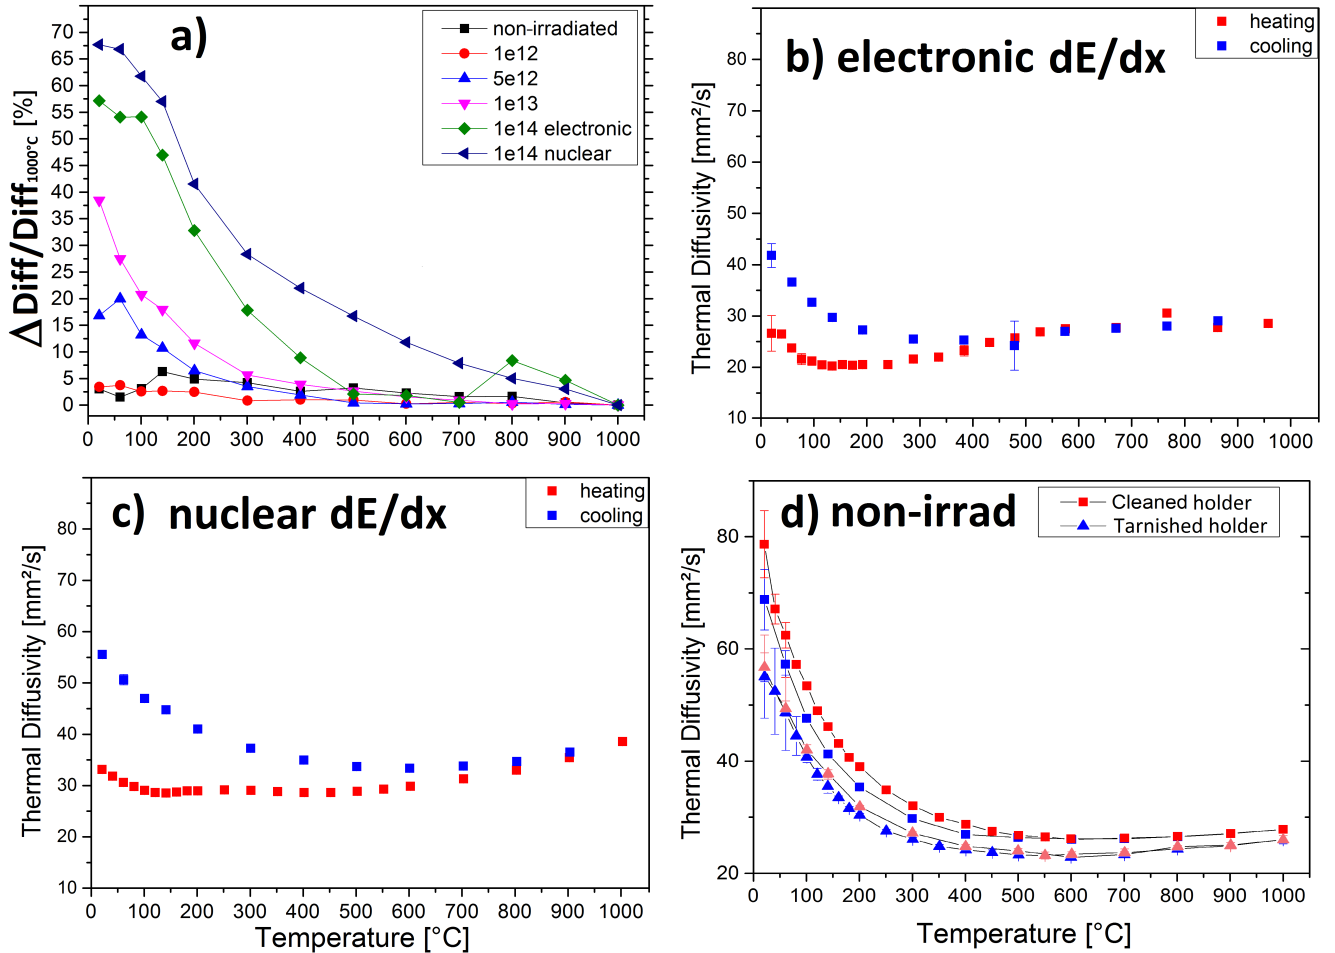 a)
non-irradiated
1e12
5e12
1e13
1e14 electronic
1e14 nuclear
ΔDiff/Diff1000°C [%]
70
65
60
55
50
45
40
35
30
25
20
15
10
5
0
0 100 200 300 400 500 600 700 800 900 1000
b) electronic dE/dx
heating
cooling
Thermal Diffusivity [mm²/s]
80
70
60
50
40
30
20
10
0 100 200 300 400 500 600 700 800 900 1000
c) nuclear dE/dx
heating
cooling
Thermal Diffusivity [mm²/s]
80
70
60
50
40
30
20
10
0 100 200 300 400 500 600 700 800 900 1000
Temperature [°C]
d) non-irrad
Cleaned holder
Tarnished holder
Thermal Diffusivity [mm²/s]
80
60
40
20
0 100 200 300 400 500 600 700 800 900 1000
Temperature [°C]